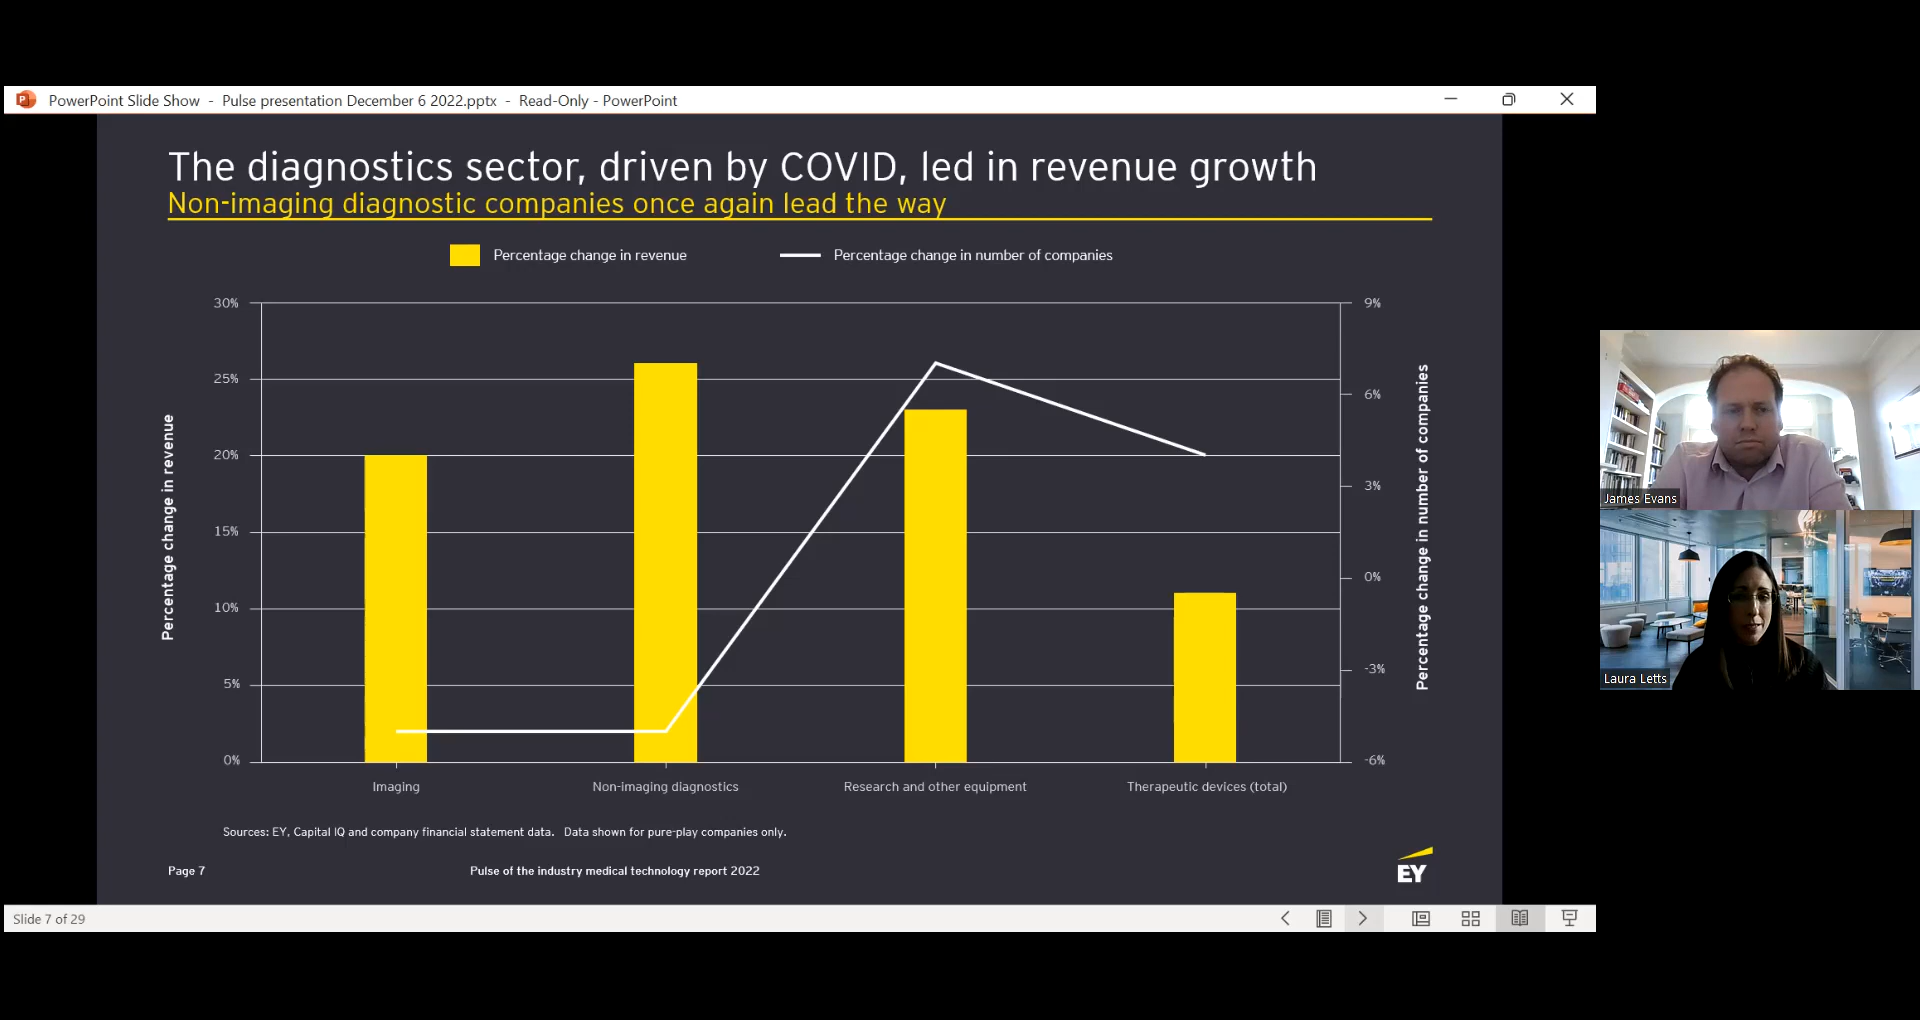 PowerPoint Slide Show - Pulse presentation December 6 2022.pptx - Read-Only - PowerPoint
The diagnostics sector, driven by COVID, led in revenue growth
Non-imaging diagnostic companies once again lead the way
Percentage change in revenue
Percentage change in number of companies
Percentage change in revenue
30%
25%
20%
15%
10%
5%
0%
9%
6%
3%
0%
-3%
-6%
Percentage change in number of companies
Imaging
Non-imaging diagnostics
Research and other equipment
Therapeutic devices (total)
Sources: EY, Capital IQ and company financial statement data. Data shown for pure-play companies only.
Page 7
Pulse of the industry medical technology report 2022
EY
Slide 7 of 29
James Evans
Laura Letts